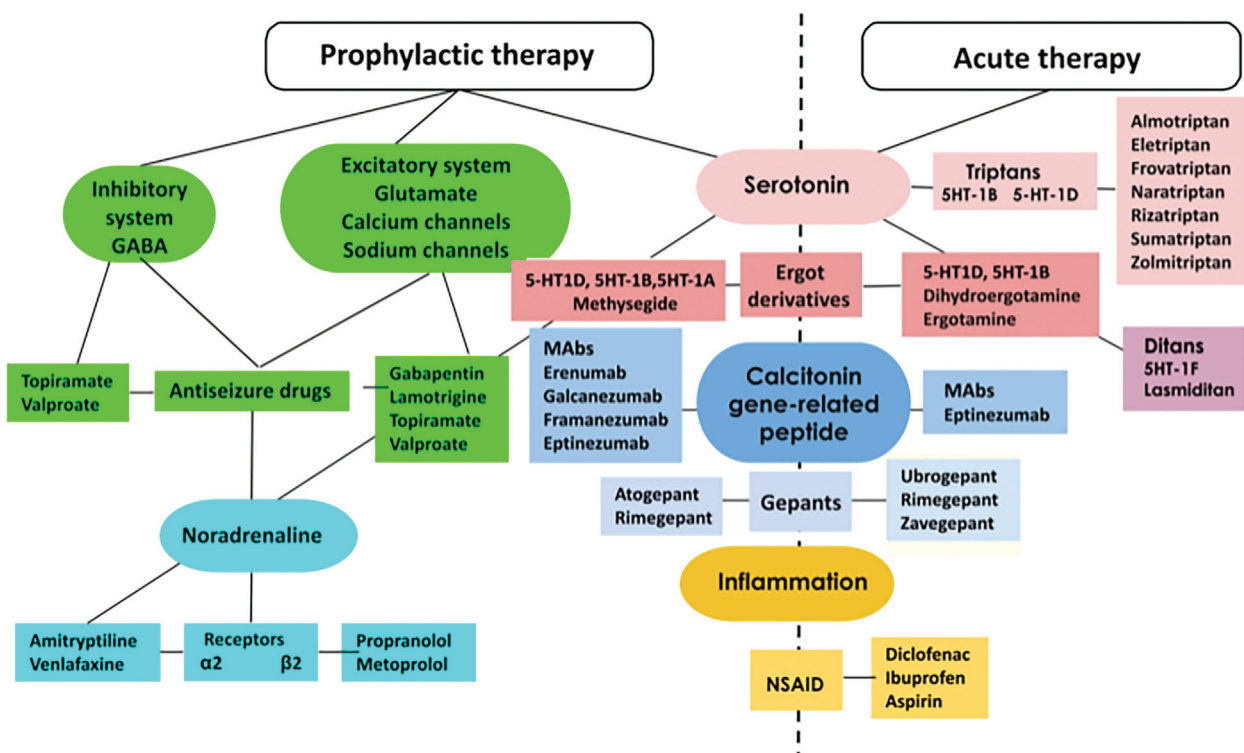 Prophylactic therapy
Acute therapy
Inhibitory
system
GABA
Excitatory system
Glutamate
Calcium channels
Sodium channels
Serotonin
Triptans
5HT-1B 5-HT-1D
Almotriptan
Eletriptan
Frovatriptan
Naratriptan
Rizatriptan
Sumatriptan
Zolmitriptan
5-HT1D, 5HT-1B,5HT-1A
Methysegide
Ergot
derivatives
5-HT1D, 5HT-1B
Dihydroergotamine
Ergotamine
Ditans
5HT-1F
Lasmiditan
Topiramate
Valproate
Antiseizure drugs
Gabapentin
Lamotrigine
Topiramate
Valproate
MAbs
Erenumab
Galcanezumab
Framanezumab
Eptinezumab
Calcitonin
gene-related
peptide
MAbs
Eptinezumab
Atogepant
Rimegepant
Gepants
Ubrogepant
Rimegepant
Zavegepant
Noradrenaline
Inflammation
Amitryptiline
Venlafaxine
Receptors
α2 β2
Propranolol
Metoprolol
NSAID
Diclofenac
Ibuprofen
Aspirin